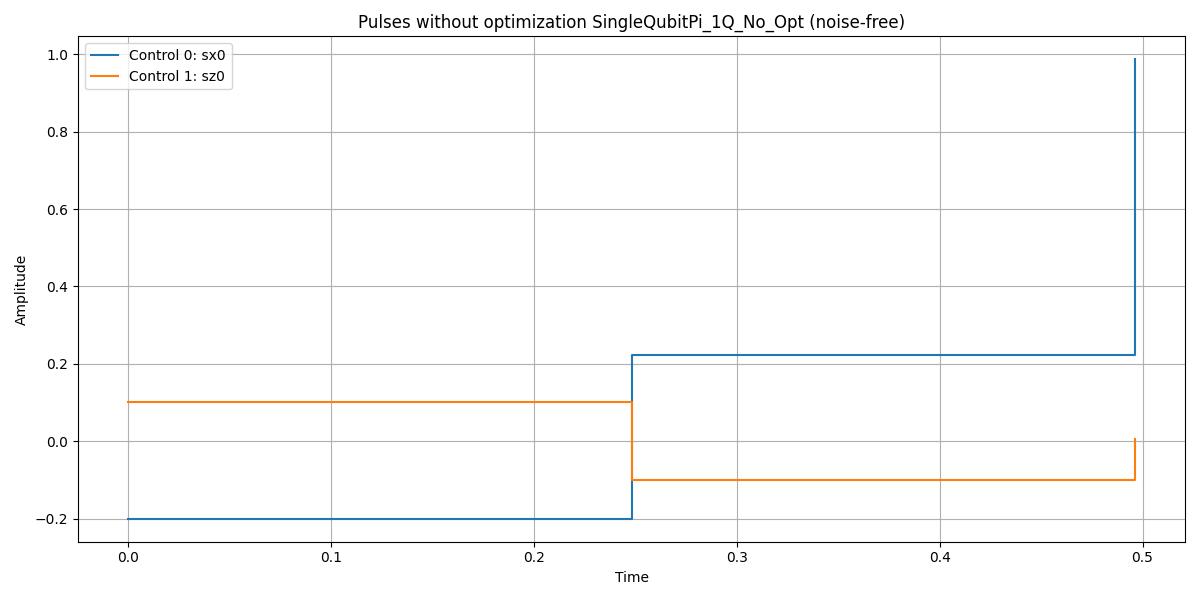 Pulses without optimization SingleQubitPi_1Q_No_Opt (noise-free)
Control 0: sx0
Control 1: sz0
Amplitude
1.0
0.8
0.6
0.4
0.2
0.0
−0.2
0.0 0.1 0.2 0.3 0.4 0.5
Time